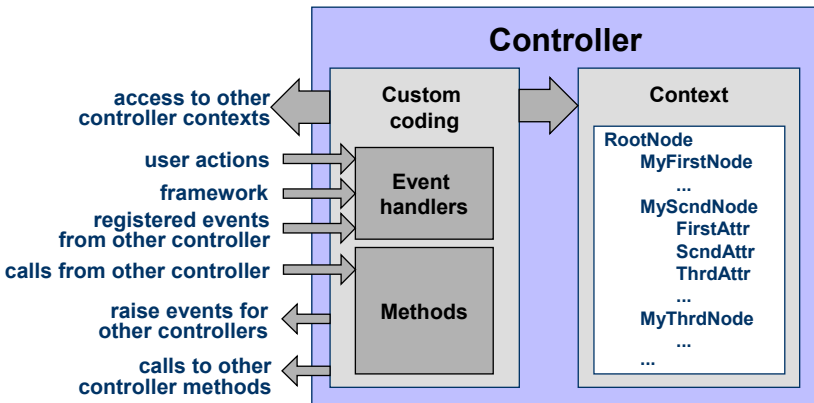 Controller
access to other
controller contexts
user actions
framework
registered events
from other controller
calls from other controller
raise events for
other controllers
calls to other
controller methods
Custom
coding
Event
handlers
Methods
Context
RootNode
MyFirstNode
...
MyScndNode
FirstAttr
ScndAttr
ThrdAttr
...
MyThrdNode
...
...